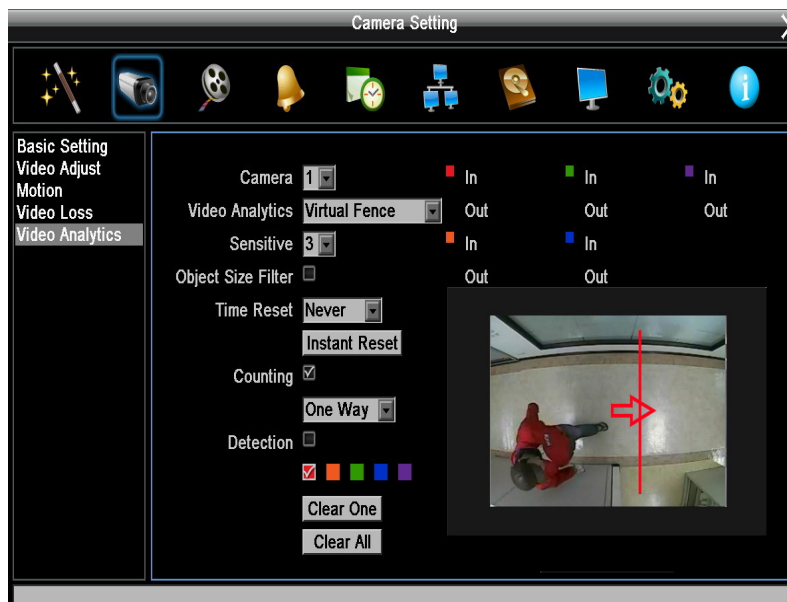 Camera Setting
Basic Setting
Video Adjust
Motion
Video Loss
Video Analytics
Camera 1 In In In
Video Analytics Virtual Fence Out Out Out
Sensitive 3 In In
Object Size Filter Out Out
Time Reset Never
Instant Reset
Counting
One Way
Detection
Clear One
Clear All